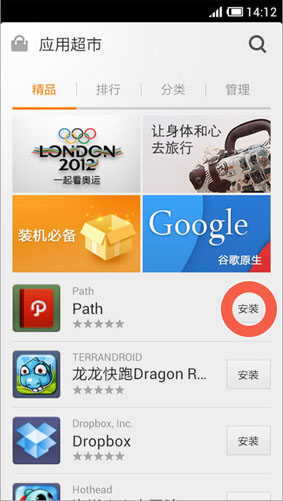 14:12
应用超市
精品 排行 分类 管理
LONDON
2012
一起看奥运
让身体和心
去旅行
装机必备
Google
谷歌原生
Path
Path
安装
TERRANDROID
龙龙快跑Dragon R...
安装
Dropbox, Inc.
Dropbox
安装
Hothead